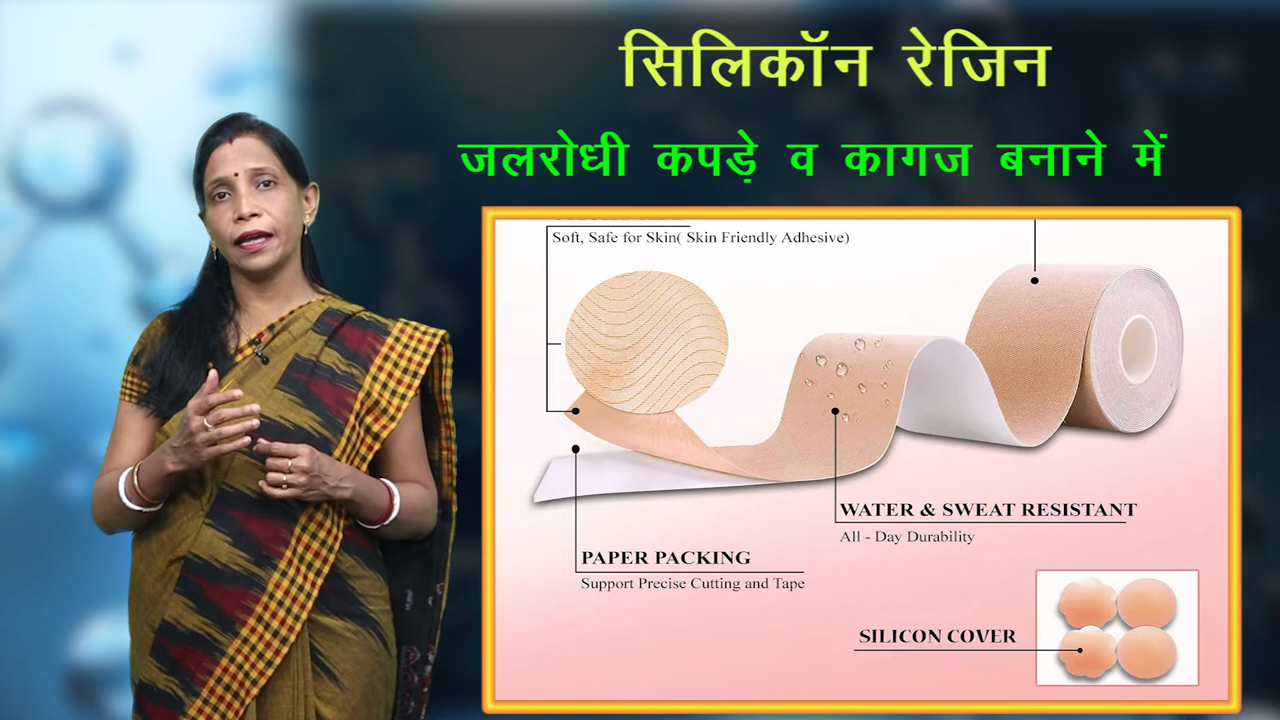 सिलिकॉन रेजिन
जलरोधी कपड़े व कागज बनाने में
Soft, Safe for Skin( Skin Friendly Adhesive)
WATER & SWEAT RESISTANT
All - Day Durability
PAPER PACKING
Support Precise Cutting and Tape
SILICON COVER